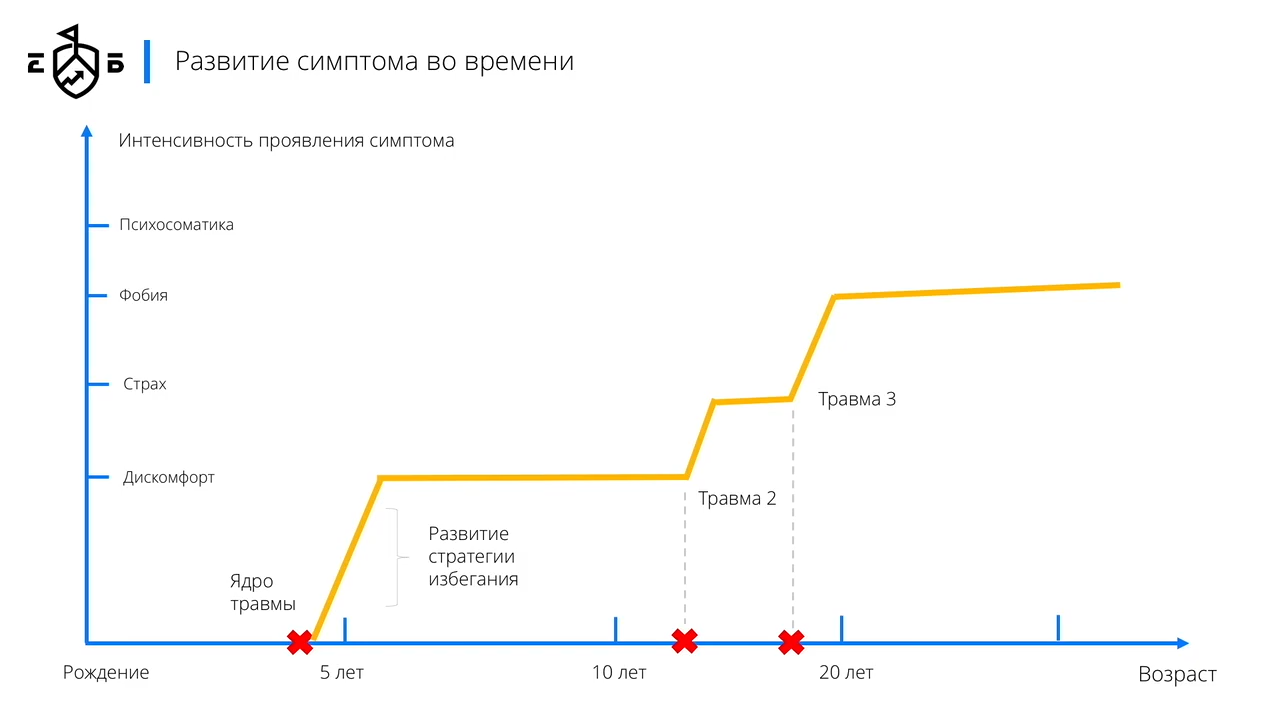 Є Б
Развитие симптома во времени
Интенсивность проявления симптома
Психосоматика
Фобия
Страх
Дискомфорт
Травма 3
Травма 2
Развитие
стратегии
избегания
Ядро
травмы
Рождение
5 лет
10 лет
20 лет
Возраст